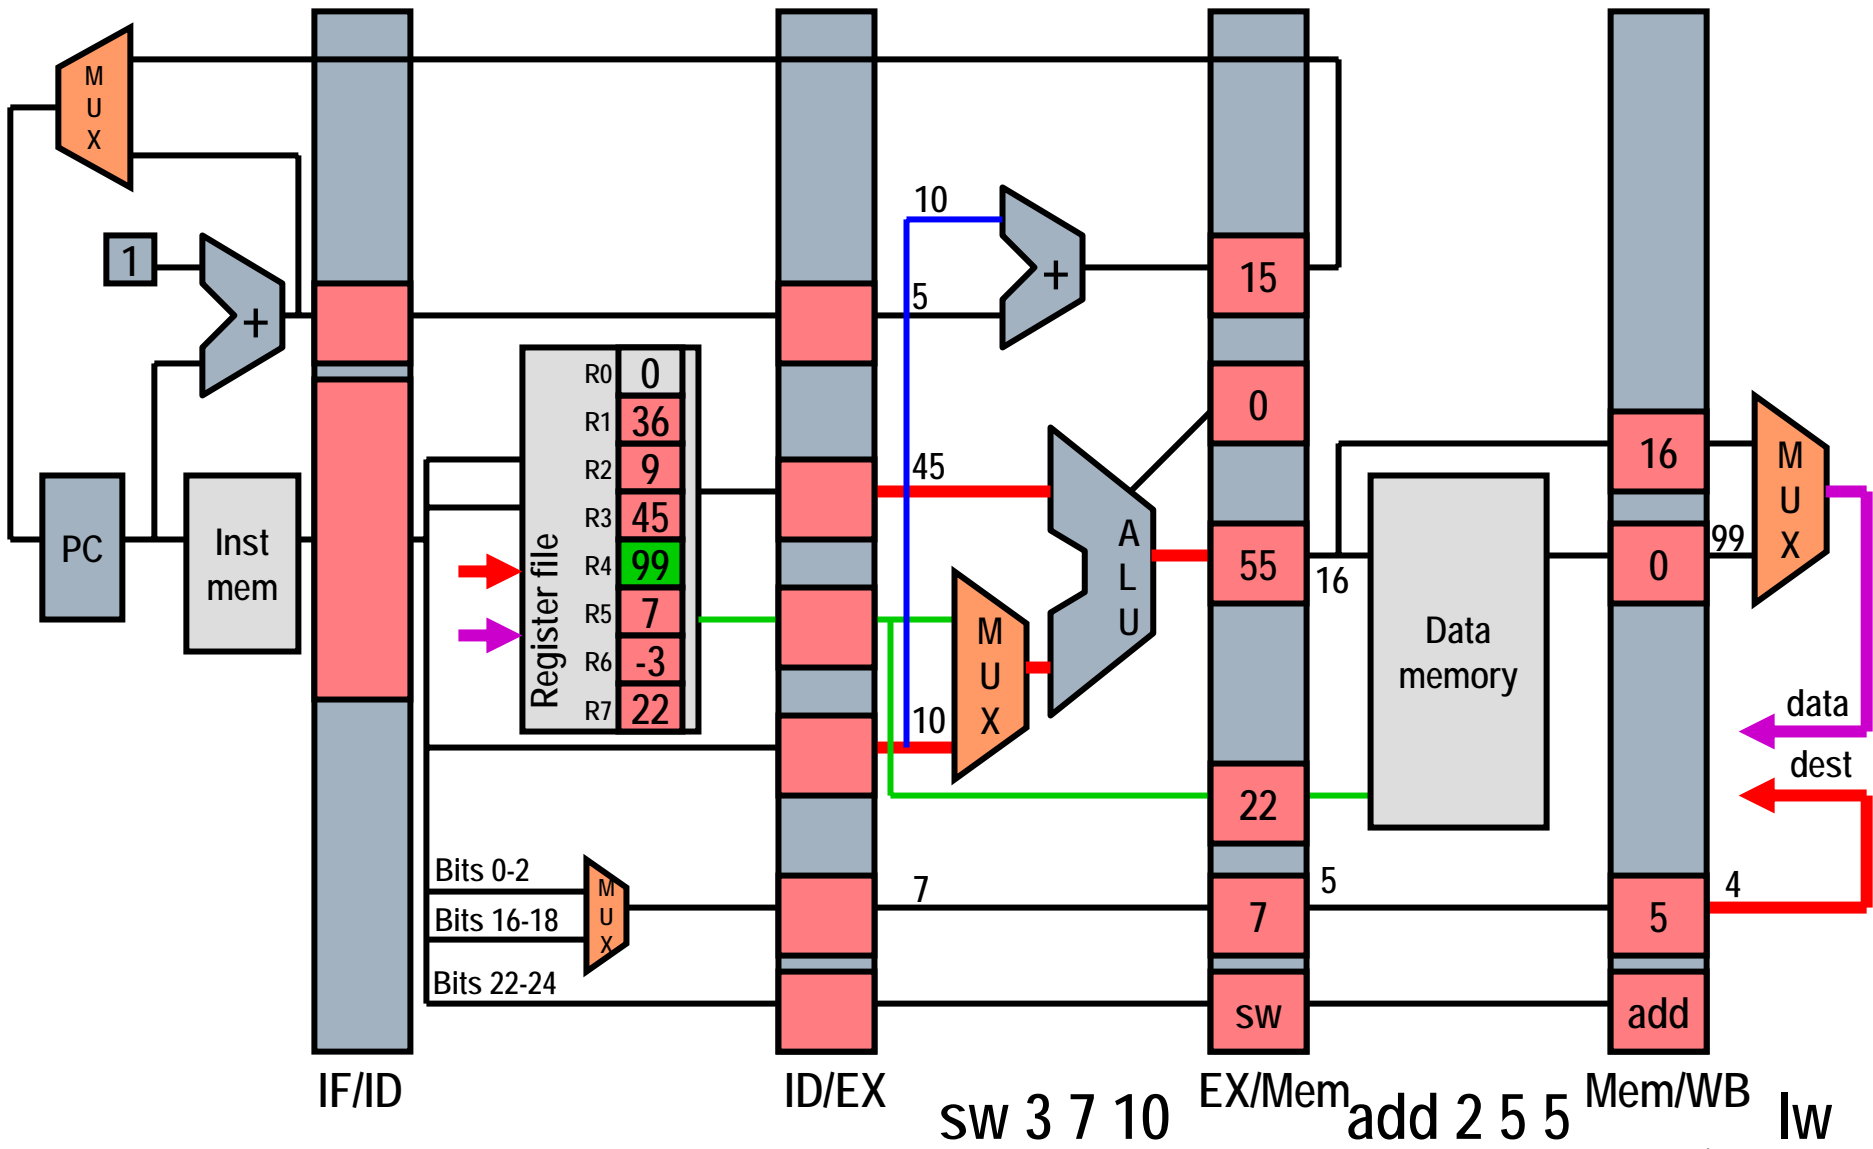 M
U
X
1
+
PC
Inst
mem
IF/ID
Register file
R0 0
R1 36
R2 9
R3 45
R4 99
R5 7
R6 -3
R7 22
Bits 0-2
Bits 16-18
Bits 22-24
M
U
X
ID/EX
10
5
45
10
7
+
M
U
X
A
L
U
sw 3 7 10
15
0
55
22
7
sw
EX/Mem
16
5
Data
memory
add 2 5 5
16
0
5
add
Mem/WB
99
4
M
U
X
data
dest
lw